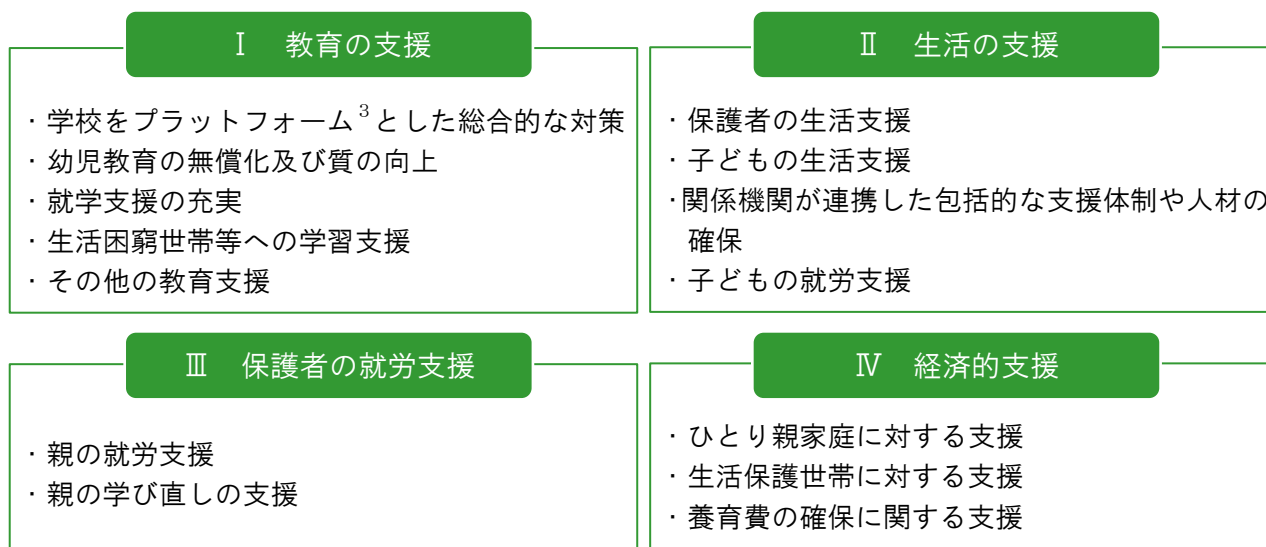 Ⅰ 教育の支援
・学校をプラットフォーム³とした総合的な対策
・幼児教育の無償化及び質の向上
・就学支援の充実
・生活困窮世帯等への学習支援
・その他の教育支援
Ⅱ 生活の支援
・保護者の生活支援
・子どもの生活支援
・関係機関が連携した包括的な支援体制や人材の
確保
・子どもの就労支援
Ⅲ 保護者の就労支援
・親の就労支援
・親の学び直しの支援
Ⅳ 経済的支援
・ひとり親家庭に対する支援
・生活保護世帯に対する支援
・養育費の確保に関する支援